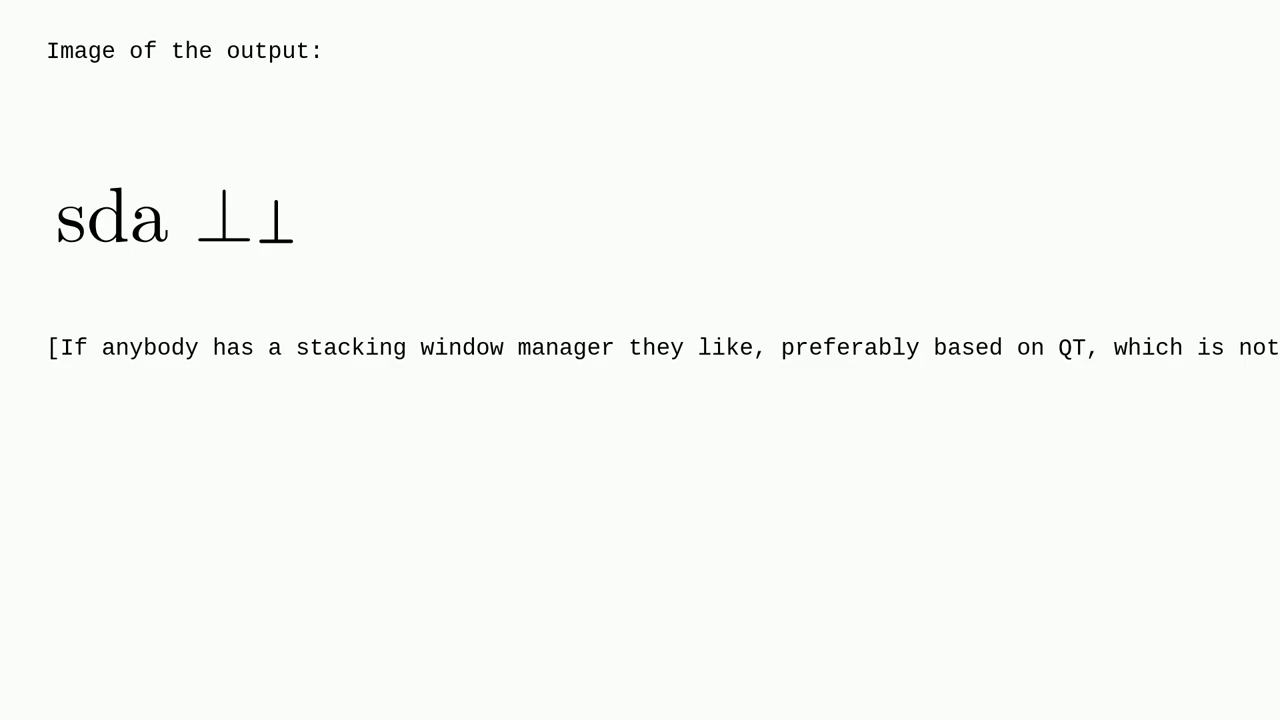 Image of the output:
sda ⊥⊥
[If anybody has a stacking window manager they like, preferably based on QT, which is not